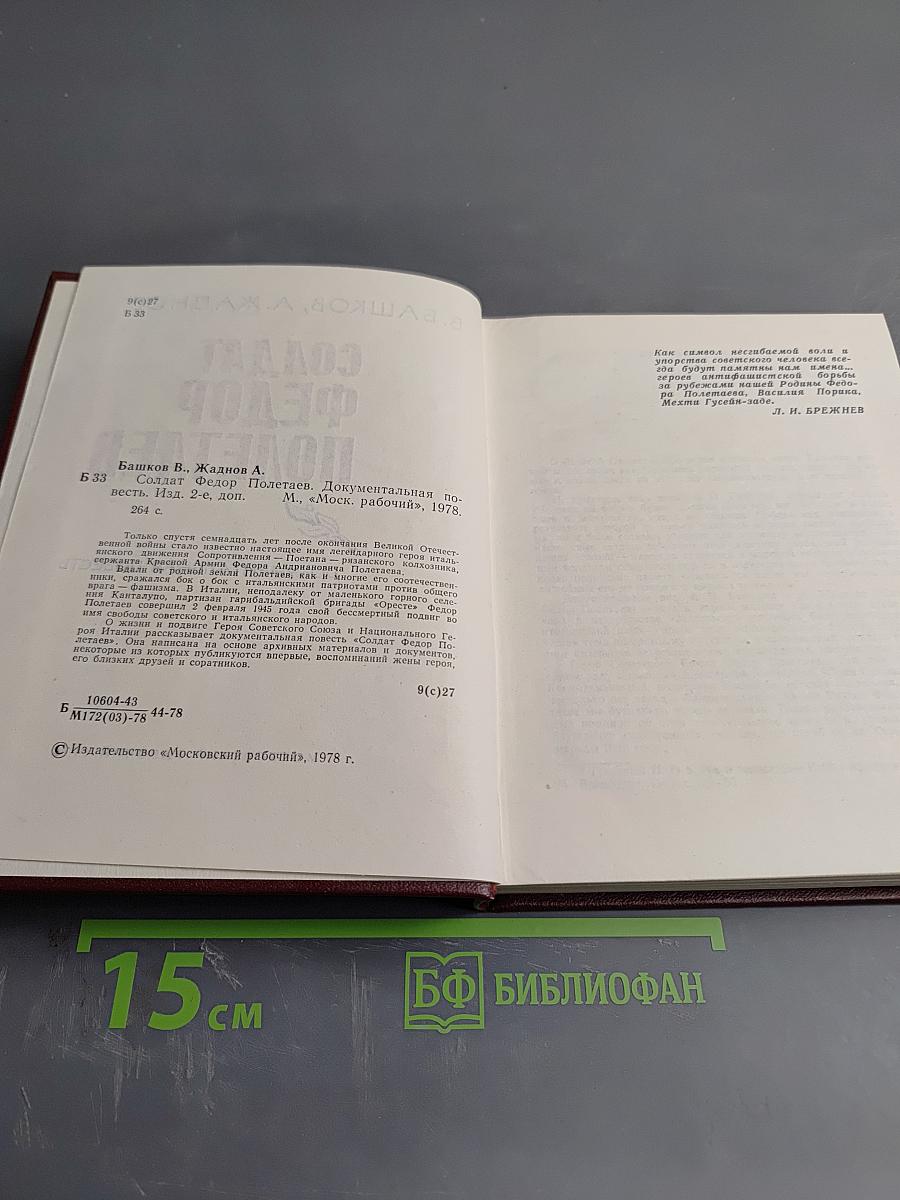 9(с)27
Б 33
Башков В., Жаднов А.
Б 33 Солдат Федор Полетаев. Документальная по-
весть. Изд. 2-е, доп. М., «Моск. рабочий», 1978.
264 с.
Только спустя семнадцать лет после окончания Великой Отечест-
венной войны стало известно настоящее имя легендарного героя италь-
янского движения Сопротивления — Поетана — рязанского колхозника,
сержанта Красной Армии Федора Андриановича Полетаева.
Вдали от родной земли Полетаев, как и многие его соотечествен-
ники, сражался бок о бок с итальянскими патриотами против общего
врага — фашизма. В Италии, неподалеку от маленького горного селе-
ния Канталупо, партизан гарибальдийской бригады «Оресте» Федор
Полетаев совершил 2 февраля 1945 года свой бессмертный подвиг во
имя свободы советского и итальянского народов.
О жизни и подвиге Героя Советского Союза и Национального Ге-
роя Италии рассказывает документальная повесть «Солдат Федор По-
летаев». Она написана на основе архивных материалов и документов,
некоторые из которых публикуются впервые, воспоминаний жены героя,
его близких друзей и соратников.
9(с)27
Б 10604-43
М172(03)-78 44-78
© Издательство «Московский рабочий», 1978 г.
Как символ несгибаемой воли и
упорства советского человека все-
гда будут памятны нам имена...
героев антифашистской борьбы
за рубежами нашей Родины Федо-
ра Полетаева, Василия Порика,
Мехти Гусейн-заде.
Л. И. БРЕЖНЕВ
15 см
БФ БИБЛИОФАН